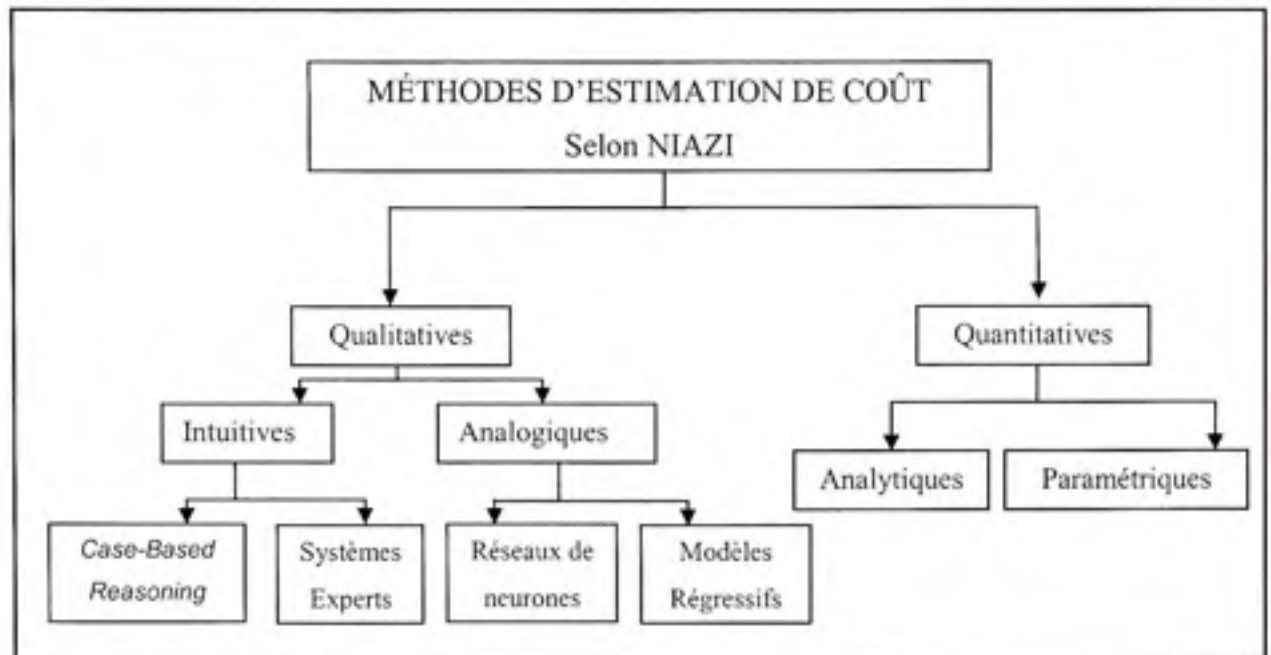 MÉTHODES D'ESTIMATION DE COÛT
Selon NIAZI
Qualitatives
Quantitatives
Intuitives
Analogiques
Analytiques
Paramétriques
Case-Based
Reasoning
Systèmes
Experts
Réseaux de
neurones
Modèles
Régressifs